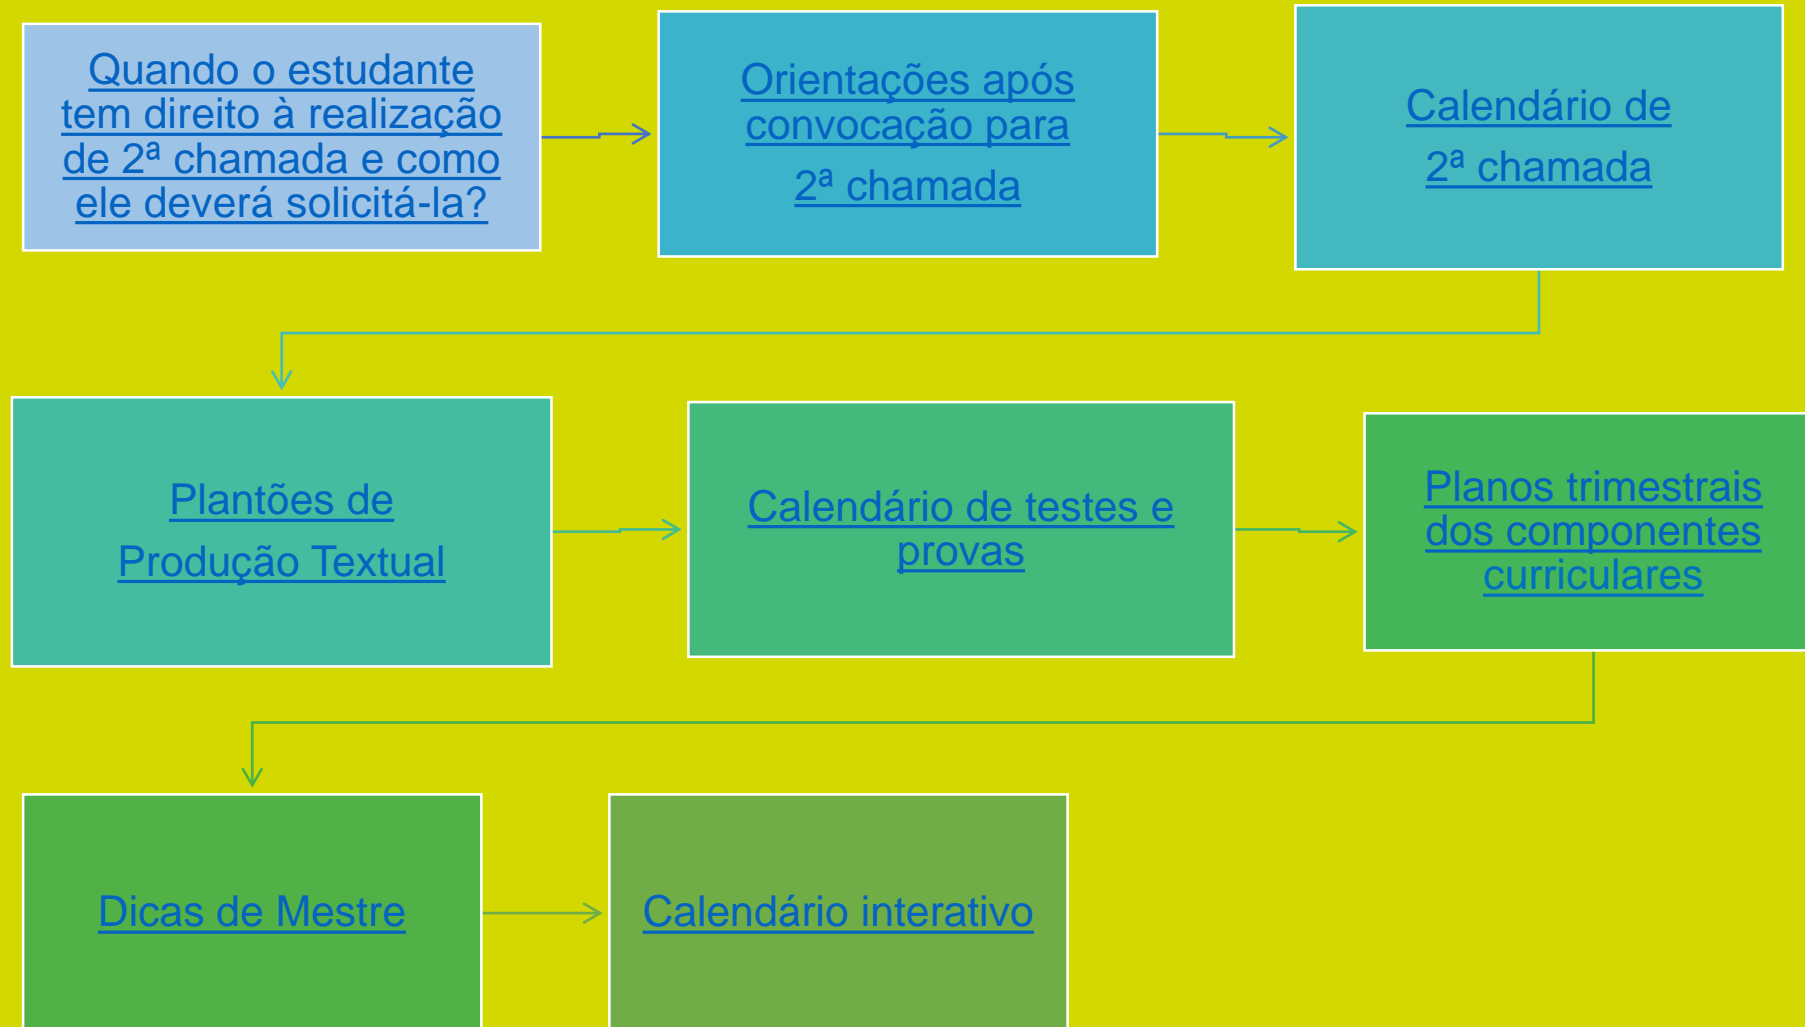 Quando o estudante
tem direito à realização
de 2ª chamada e como
ele deverá solicitá-la?
Orientações após
convocação para
2ª chamada
Calendário de
2ª chamada
Plantões de
Produção Textual
Calendário de testes e
provas
Planos trimestrais
dos componentes
curriculares
Dicas de Mestre
Calendário interativo